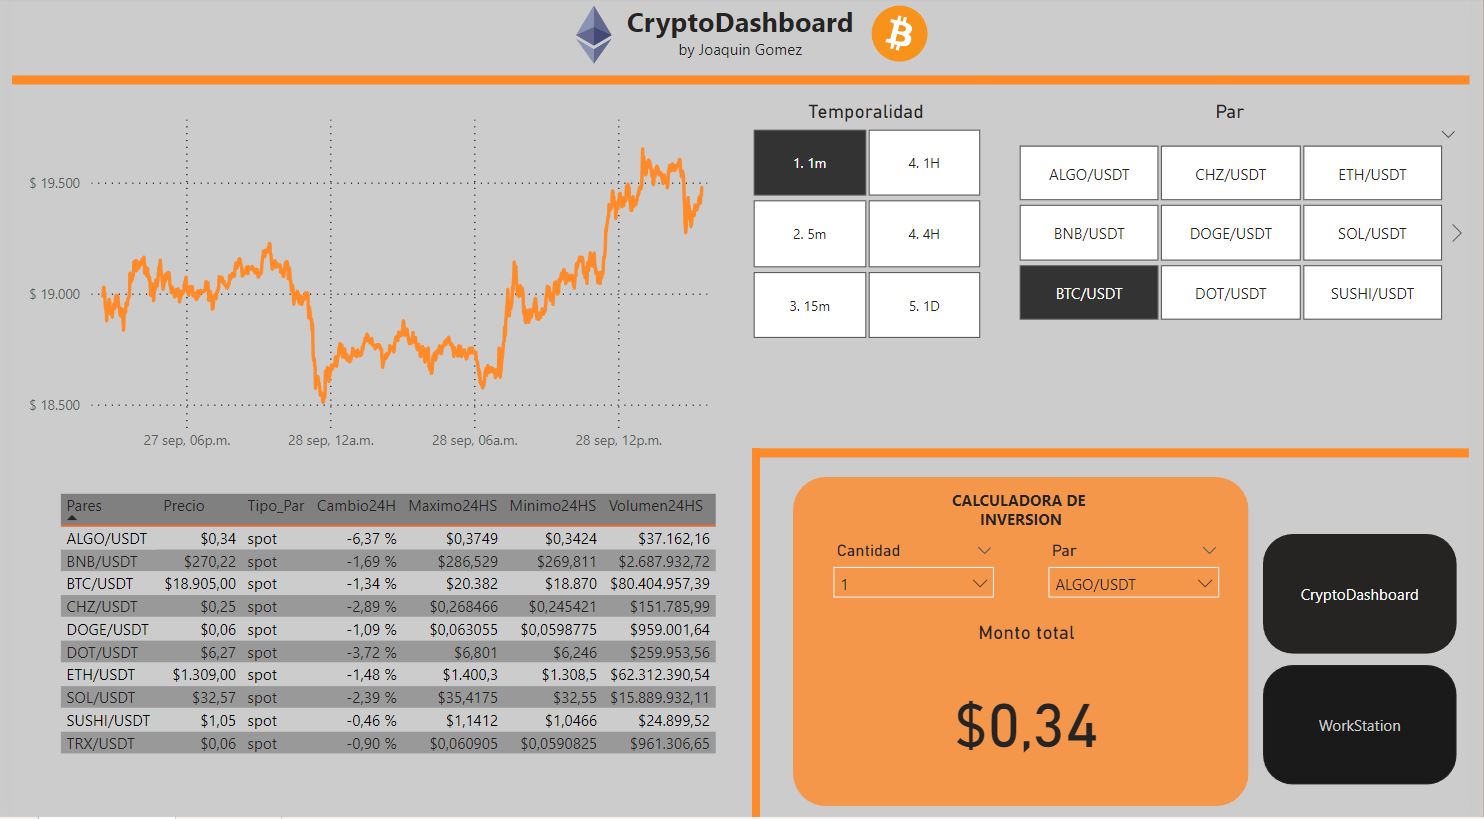 CryptoDashboard
by Joaquin Gomez
$ 19.500
$ 19.000
$ 18.500
27 sep, 06p.m. 28 sep, 12a.m. 28 sep, 06a.m. 28 sep, 12p.m.
Temporalidad
1. 1m 4. 1H
2. 5m 4. 4H
3. 15m 5. 1D
Par
ALGO/USDT CHZ/USDT ETH/USDT
BNB/USDT DOGE/USDT SOL/USDT
BTC/USDT DOT/USDT SUSHI/USDT
Pares Precio Tipo_Par Cambio24H Maximo24HS Minimo24HS Volumen24HS
ALGO/USDT $0,34 spot -6,37 % $0,3749 $0,3424 $37.162,16
BNB/USDT $270,22 spot -1,69 % $286,529 $269,811 $2.687.932,72
BTC/USDT $18.905,00 spot -1,34 % $20.382 $18.870 $80.404.957,39
CHZ/USDT $0,25 spot -2,89 % $0,268466 $0,245421 $151.785,99
DOGE/USDT $0,06 spot -1,09 % $0,063055 $0,0598775 $959.001,64
DOT/USDT $6,27 spot -3,72 % $6,801 $6,246 $259.953,56
ETH/USDT $1.309,00 spot -1,48 % $1.400,3 $1.308,5 $62.312.390,54
SOL/USDT $32,57 spot -2,39 % $35,4175 $32,55 $15.889.932,11
SUSHI/USDT $1,05 spot -0,46 % $1,1412 $1,0466 $24.899,52
TRX/USDT $0,06 spot -0,90 % $0,060905 $0,0590825 $961.306,65
CALCULADORA DE
INVERSION
Cantidad Par
1 ALGO/USDT
Monto total
$0,34
CryptoDashboard
WorkStation